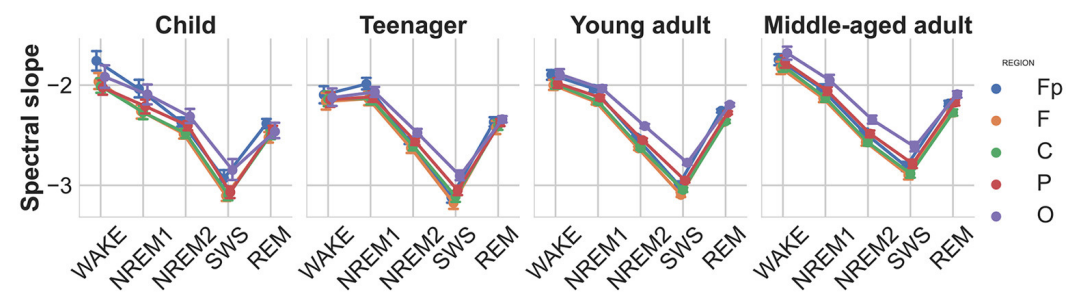 Child Teenager Young adult Middle-aged adult
Spectral slope
−2
−3
WAKE NREM1 NREM2 SWS REM WAKE NREM1 NREM2 SWS REM WAKE NREM1 NREM2 SWS REM WAKE NREM1 NREM2 SWS REM
REGION
Fp
F
C
P
O